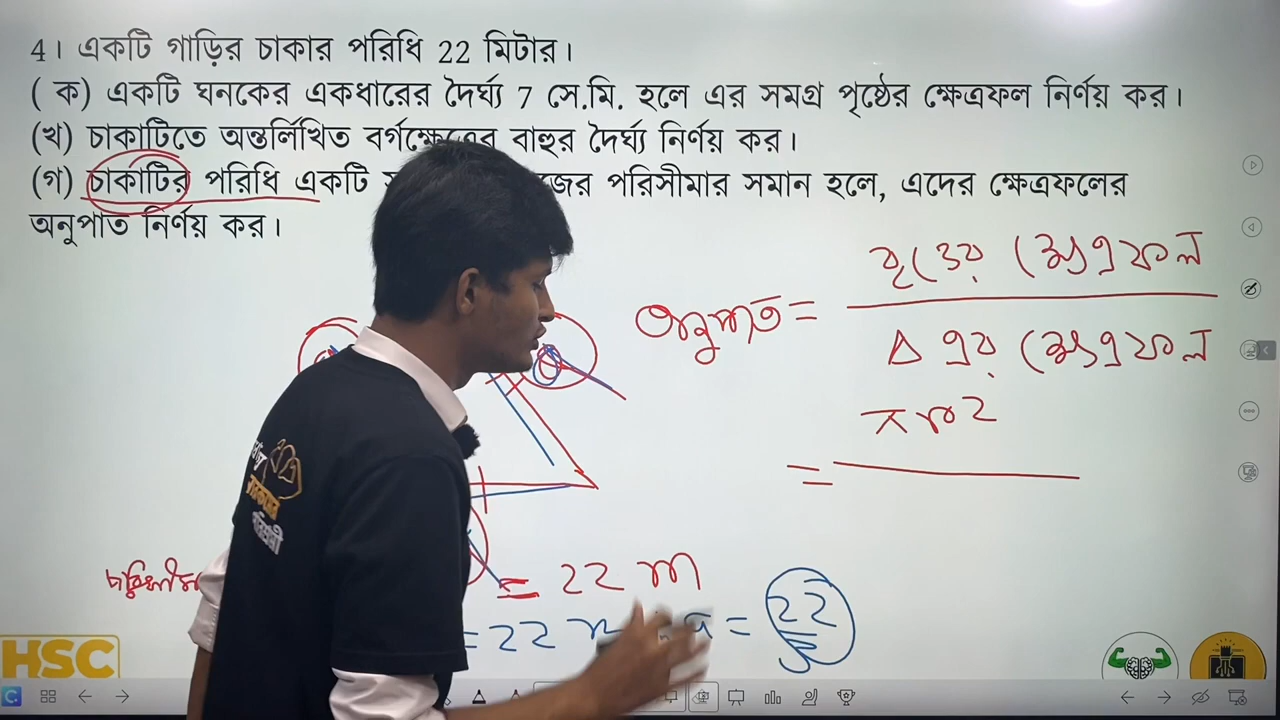 4। একটি গাড়ির চাকার পরিধি 22 মিটার।
( ক) একটি ঘনকের একধারের দৈর্ঘ্য 7 সে.মি. হলে এর সমগ্র পৃষ্ঠের ক্ষেত্রফল নির্ণয় কর।
(খ) চাকাটিতে অন্তর্লিখিত বর্গক্ষেত্রের বাহুর দৈর্ঘ্য নির্ণয় কর।
(গ) চাকাটির পরিধি একটি পরিসীমার সমান হলে, এদের ক্ষেত্রফলের
অনুপাত নির্ণয় কর।
অনুপাত = বৃত্তের ক্ষেত্রফল
Δ এর ক্ষেত্রফল
= πr2
= 22 m
= 22 = 22
HSC